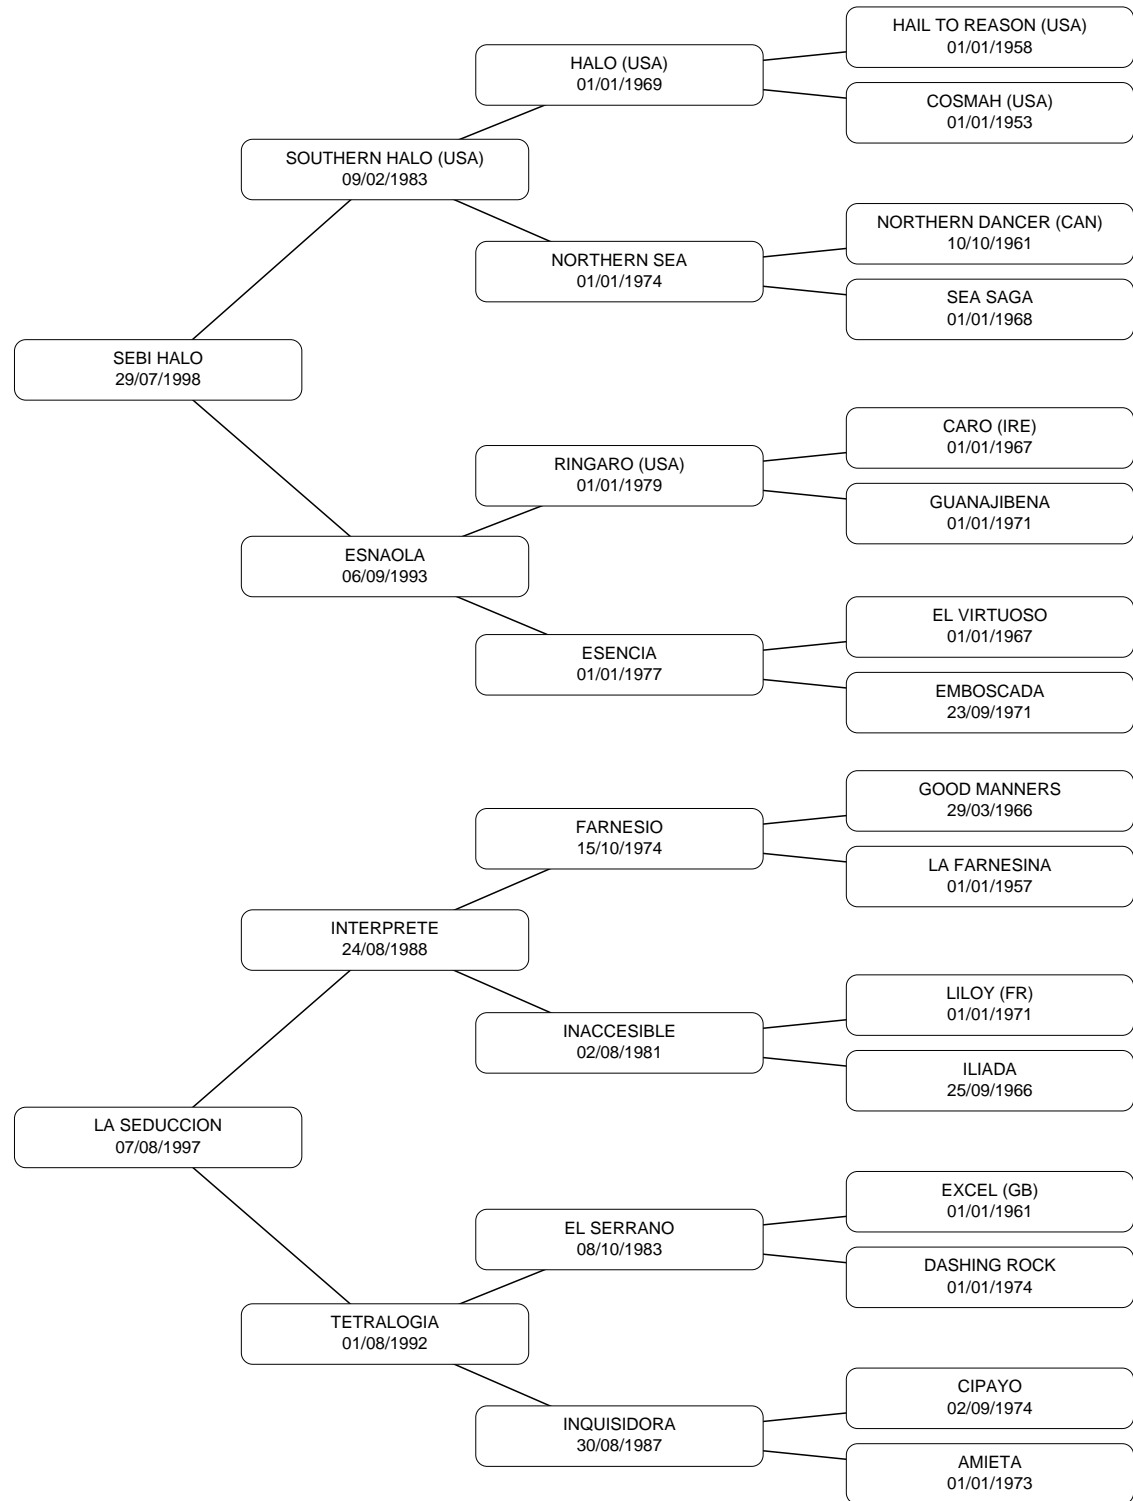 HAIL TO REASON (USA)
01/01/1958
HALO (USA)
01/01/1969
COSMAH (USA)
01/01/1953
SOUTHERN HALO (USA)
09/02/1983
NORTHERN DANCER (CAN)
10/10/1961
NORTHERN SEA
01/01/1974
SEA SAGA
01/01/1968
SEBI HALO
29/07/1998
CARO (IRE)
01/01/1967
RINGARO (USA)
01/01/1979
GUANAJIBENA
01/01/1971
ESNAOLA
06/09/1993
EL VIRTUOSO
01/01/1967
ESENCIA
01/01/1977
EMBOSCADA
23/09/1971
GOOD MANNERS
29/03/1966
FARNESIO
15/10/1974
LA FARNESINA
01/01/1957
INTERPRETE
24/08/1988
LILOY (FR)
01/01/1971
INACCESIBLE
02/08/1981
ILIADA
25/09/1966
LA SEDUCCION
07/08/1997
EXCEL (GB)
01/01/1961
EL SERRANO
08/10/1983
DASHING ROCK
01/01/1974
TETRALOGIA
01/08/1992
CIPAYO
02/09/1974
INQUISIDORA
30/08/1987
AMIETA
01/01/1973